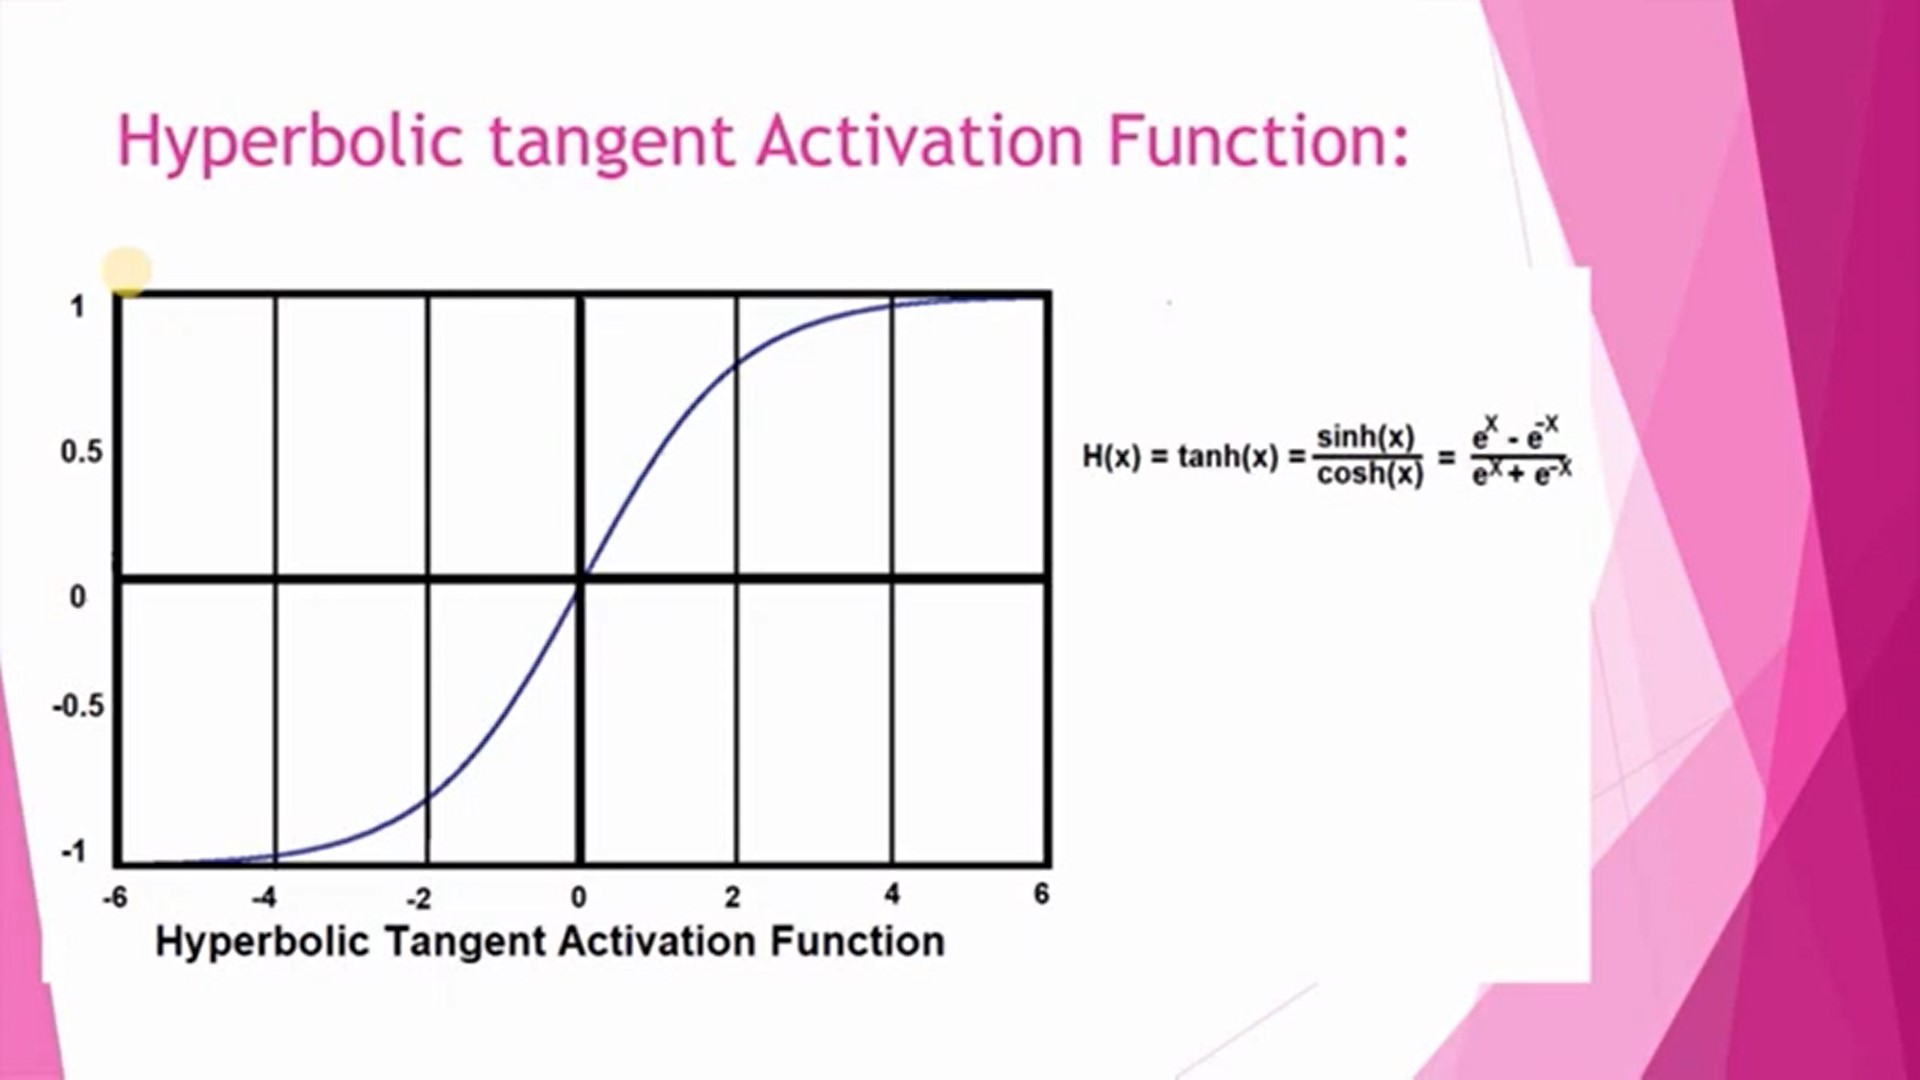 Hyperbolic tangent Activation Function:
1
0.5
0
-0.5
-1
-6 -4 -2 0 2 4 6
Hyperbolic Tangent Activation Function
H(x) = tanh(x) = sinh(x)/cosh(x) = (e^x - e^-x)/(e^x + e^-x)